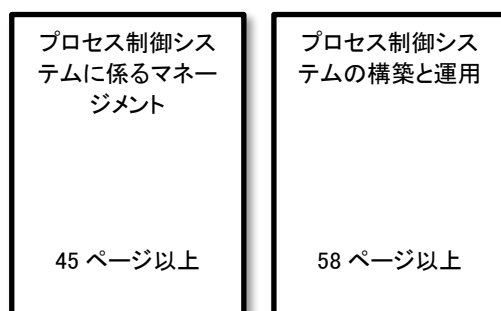 プロセス制御シス
テムに係るマネー
ジメント
45 ページ以上
プロセス制御シス
テムの構築と運用
58 ページ以上